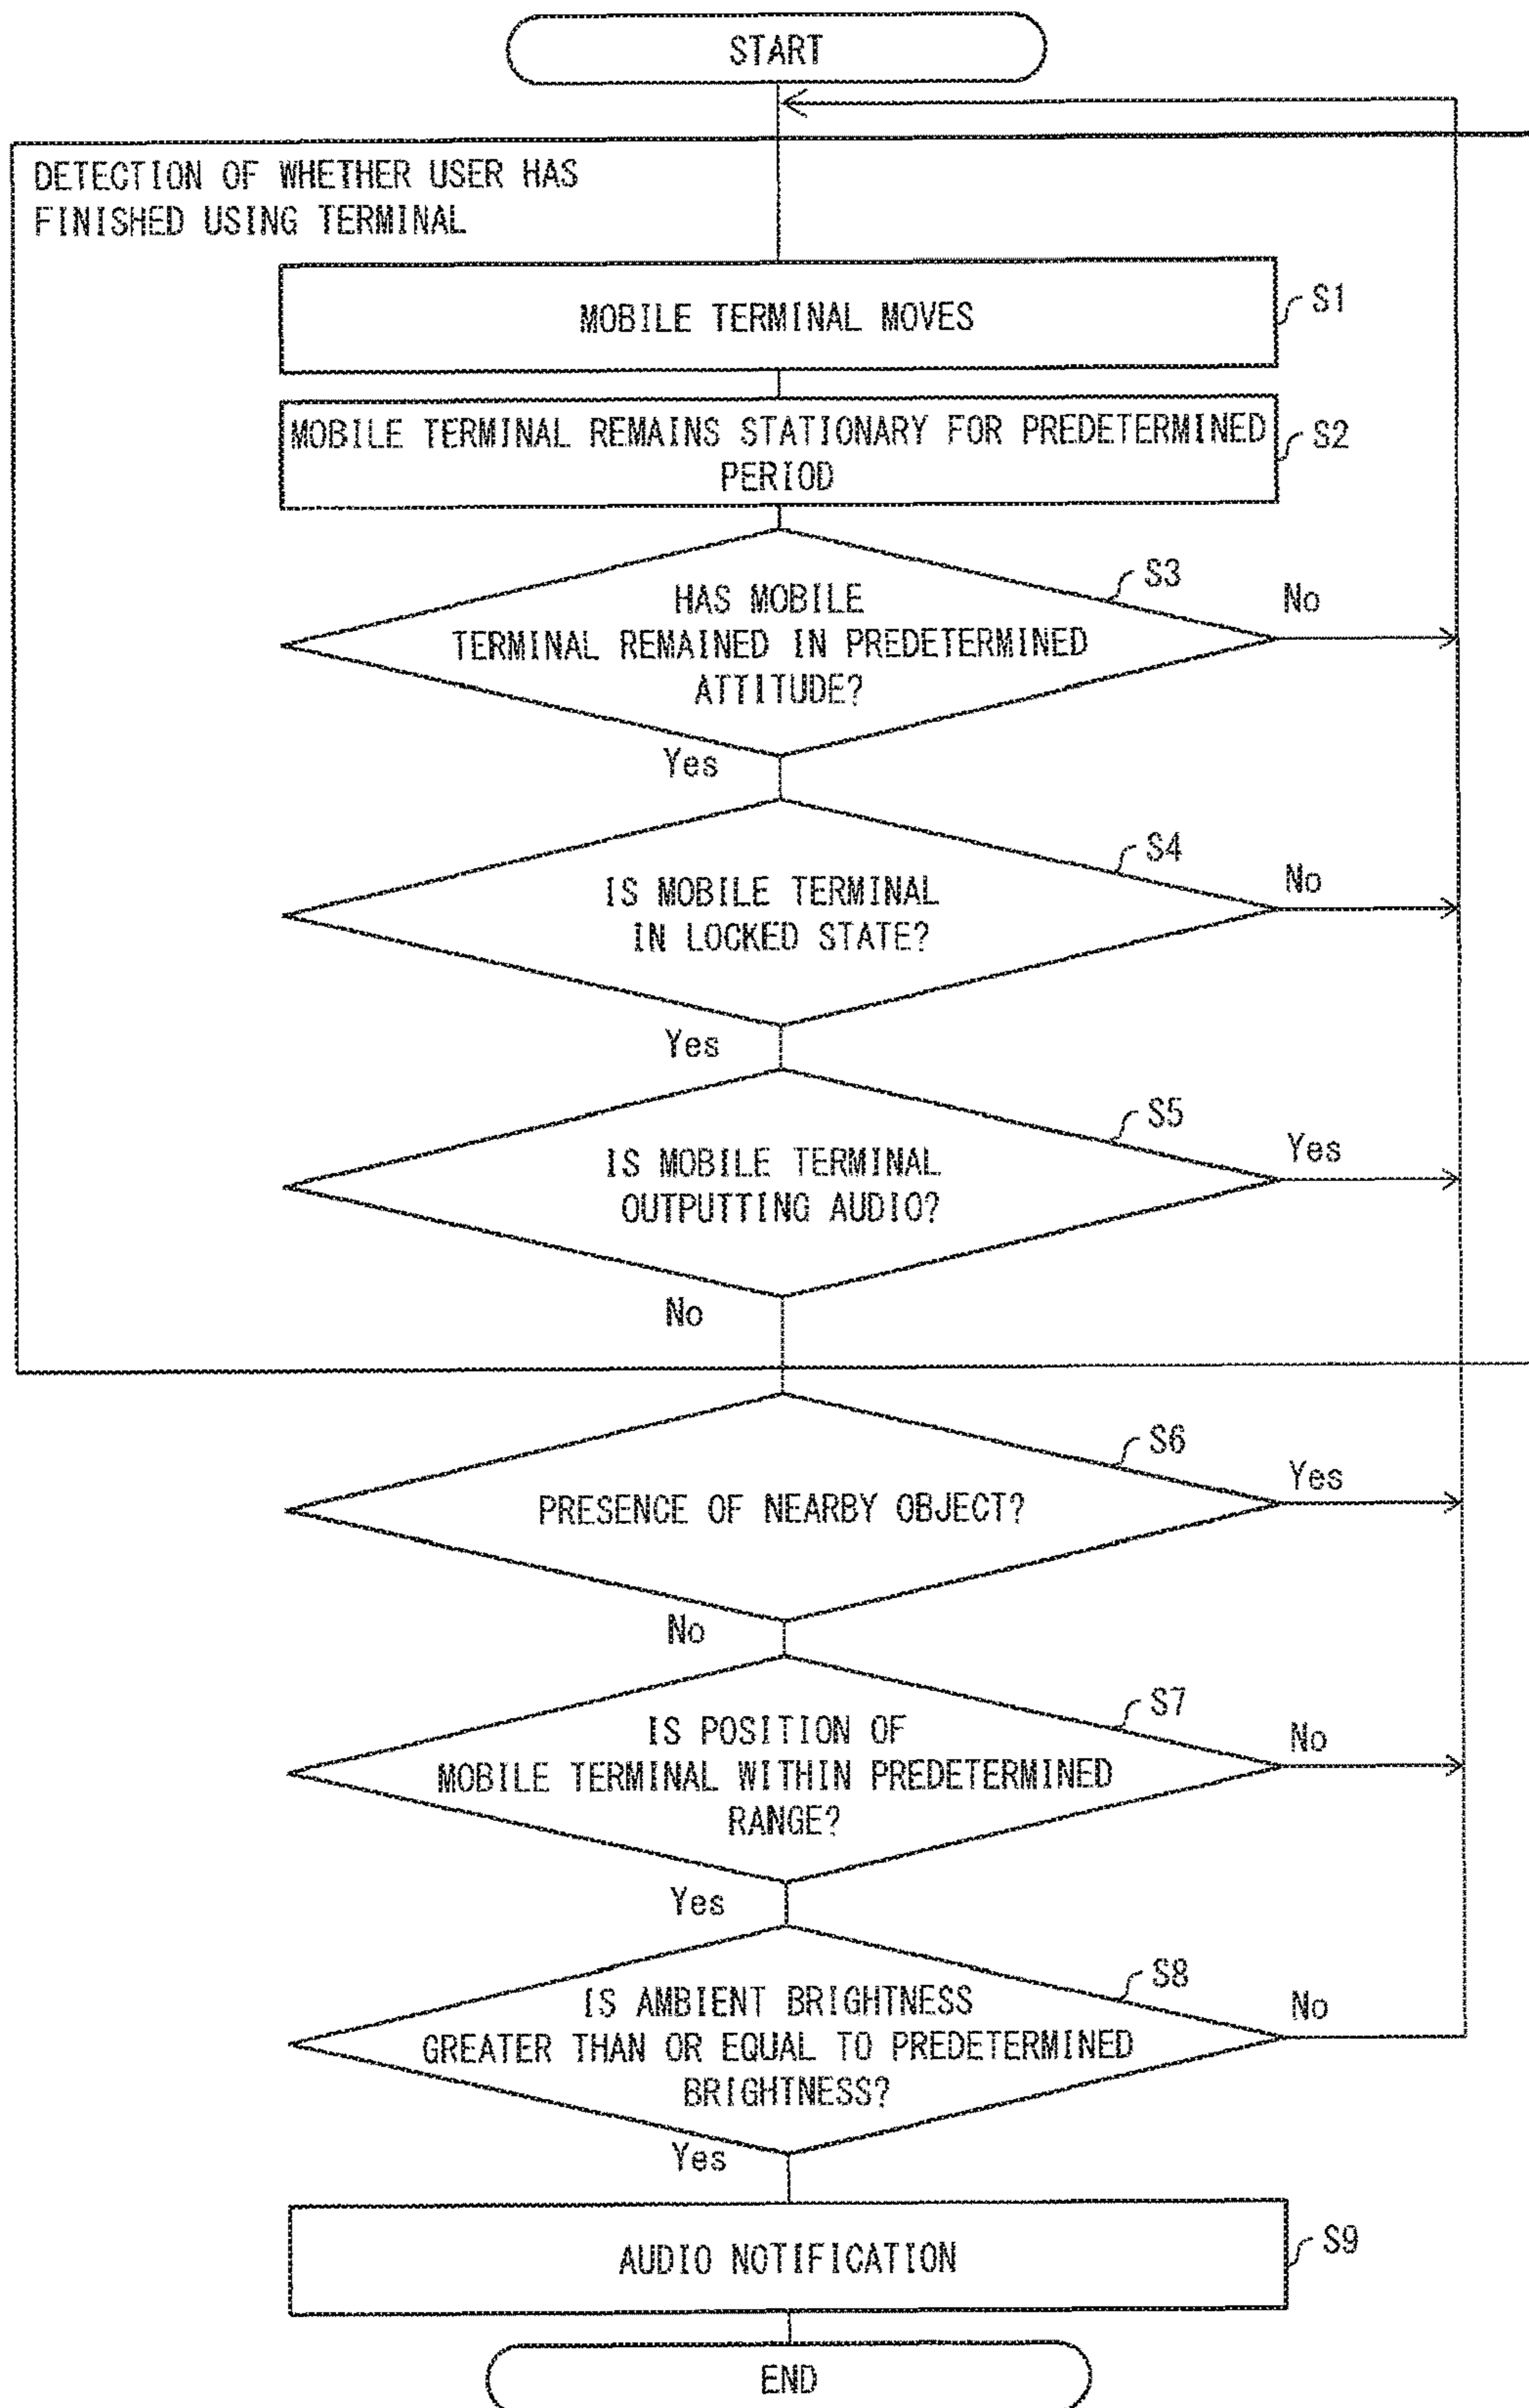 START
DETECTION OF WHETHER USER HAS
FINISHED USING TERMINAL
MOBILE TERMINAL MOVES
S1
MOBILE TERMINAL REMAINS STATIONARY FOR PREDETERMINED
PERIOD
S2
S3
HAS MOBILE
TERMINAL REMAINED IN PREDETERMINED
ATTITUDE?
No
Yes
S4
IS MOBILE TERMINAL
IN LOCKED STATE?
No
Yes
S5
IS MOBILE TERMINAL
OUTPUTTING AUDIO?
Yes
No
S6
PRESENCE OF NEARBY OBJECT?
Yes
No
S7
IS POSITION OF
MOBILE TERMINAL WITHIN PREDETERMINED
RANGE?
No
Yes
S8
IS AMBIENT BRIGHTNESS
GREATER THAN OR EQUAL TO PREDETERMINED
BRIGHTNESS?
No
Yes
AUDIO NOTIFICATION
S9
END